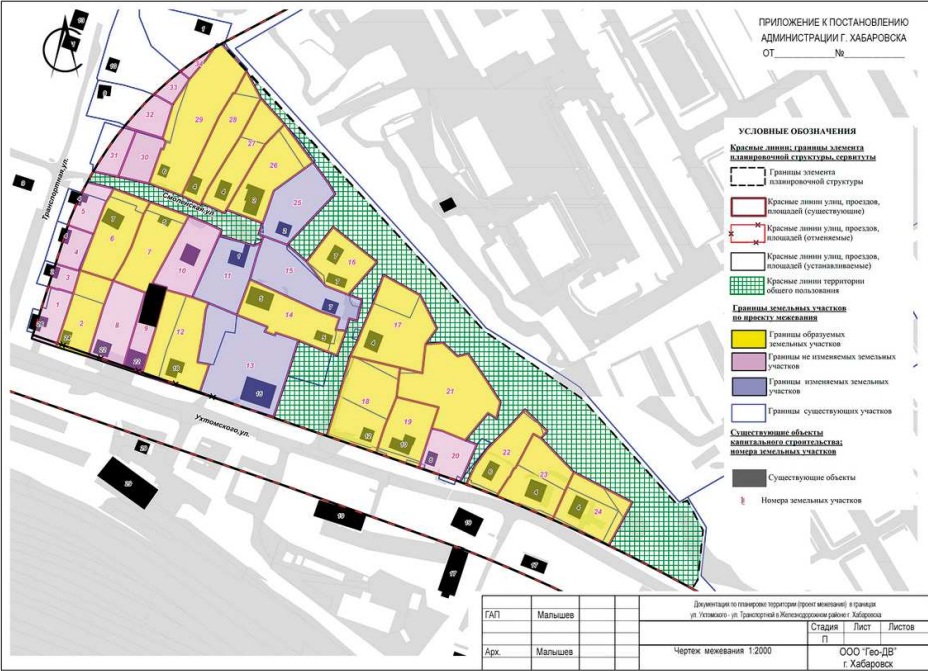 ПРИЛОЖЕНИЕ К ПОСТАНОВЛЕНИЮ
АДМИНИСТРАЦИИ Г. ХАБАРОВСКА
ОТ____________№__________
УСЛОВНЫЕ ОБОЗНАЧЕНИЯ
Красные линии; границы элемента
планировочной структуры, сервитуты
Границы элемента
планировочной структуры
Красные линии улиц, проездов,
площадей (существующие)
Красные линии улиц, проездов,
площадей (отменяемые)
Красные линии улиц, проездов,
площадей (устанавливаемые)
Красные линии территории
общего пользования
Границы земельных участков
по проекту межевания
Границы образуемых
земельных участков
Границы не изменяемых земельных
участков
Границы изменяемых земельных
участков
Границы существующих участков
Существующие объекты
капитального строительства;
номера земельных участков
Существующие объекты
Номера земельных участков
Транспортная,ул.
Смоленская,ул.
Ухтомского,ул.
34
33
32
31
30
29
28
27
26
25
5
4
3
1
2
6
7
10
11
15
16
8
9
12
13
14
17
18
19
20
21
22
23
24
ГАП Малышев
Арх. Малышев
Документация по планировке территории (проект межевания) в границах
ул. Ухтомского - ул. Транспортной в Железнодорожном районе г. Хабаровска
Стадия Лист Листов
П
Чертеж межевания 1:2000
ООО "Гео-ДВ"
г. Хабаровск